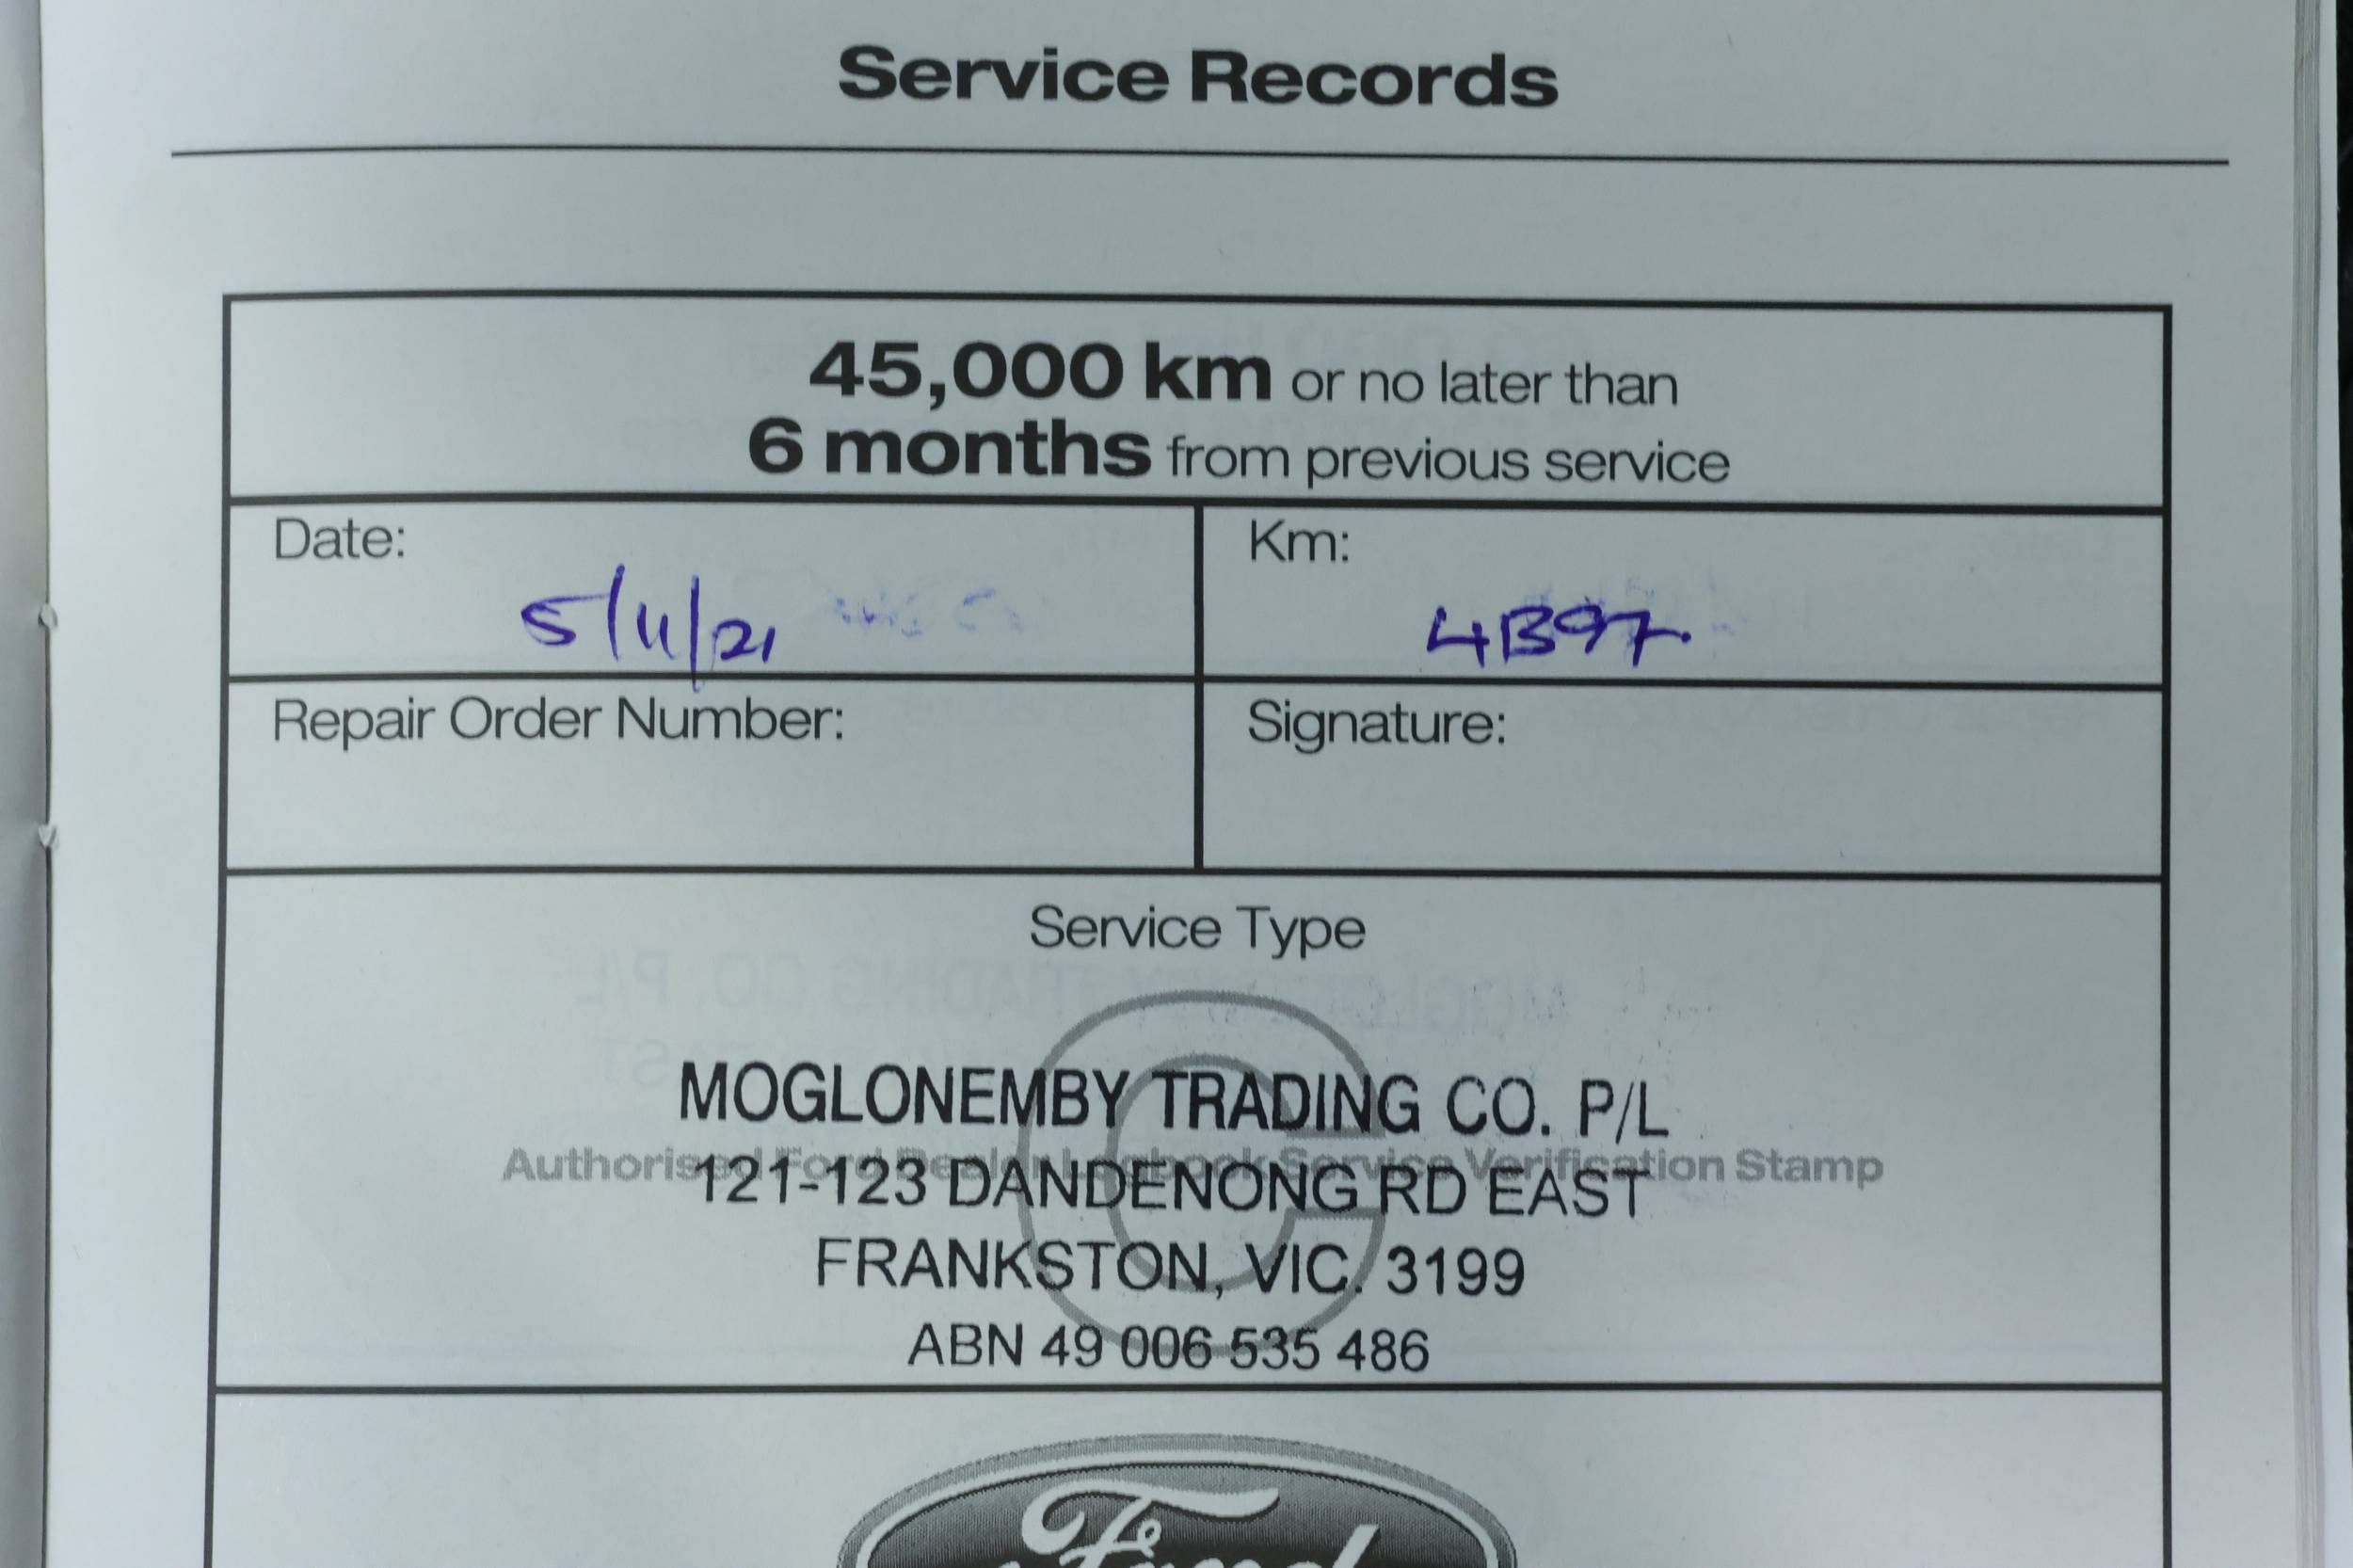 Service Records
45,000 km or no later than
6 months from previous service
Date:
5/11/21
Km:
41397.
Repair Order Number:
Signature:
Service Type
C
MOGLONEMBY TRADING CO. P/L
Authorised Ford Dealer Logbook Service Verification Stamp
121-123 DANDENONG RD EAST
FRANKSTON, VIC. 3199
ABN 49 006 535 486
Ford